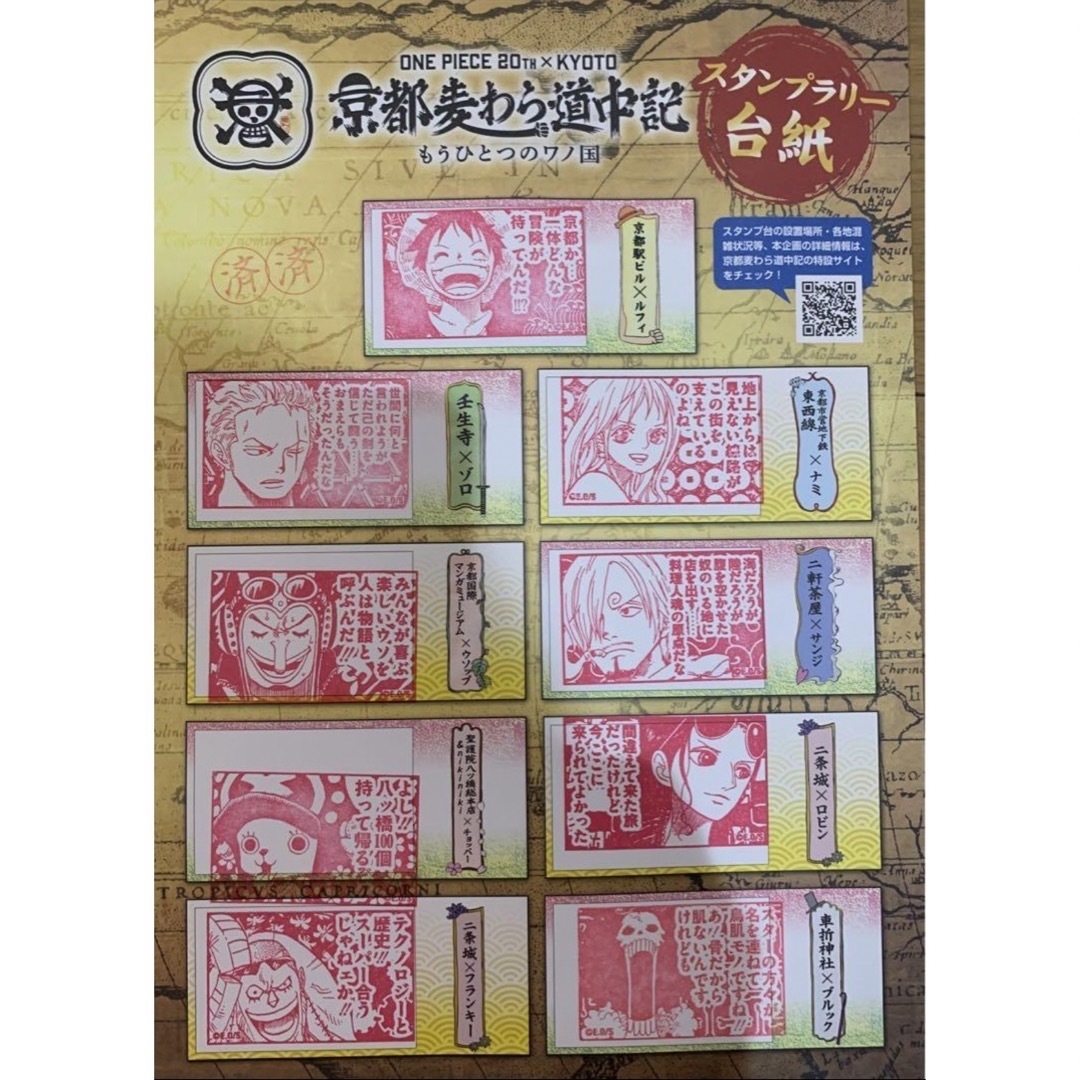 ONE PIECE 20TH × KYOTO
京都麦わら道中記
もうひとつのワノ国
スタンプラリー
台紙
スタンプ台の設置場所・各地混
雑状況等、本企画の詳細情報は、
京都麦わら道中記の特設サイト
をチェック！
済
済
京都か…
一体どんな
冒険が
待ってんだ!!?
京都駅ビル×ルフィ
世間に何と
言われようが
ただ己の剣を
信じて闘う……
おまえらも
そうだったんだな
壬生寺×ゾロ
地上からは
見えない線路が
この街を
支えている
のよね
©E.O/S
京都市営地下鉄
東西線
×ナミ
みんなが喜ぶ
楽しいウソを
人は物語と
呼ぶんだ!!
©E.O/S
京都国際
マンガミュージアム
×ウソップ
海だろうが
陸だろうが
腹を空かせた
奴のいる地に
店を出す……
料理人魂の原点だな
©E.O/S
二軒茶屋×サンジ
よし!!
八ッ橋100個
持って帰る
聖護院八ッ橋総本店
&nikiniki
×チョッパー
間違えて来た旅
だったけれど
今ここに
来られてよかった
©E.O/S
二条城×ロビン
テクノロジーと
歴史!!
スーパー合う
じゃねェか!!
©E.O/S
二条城×フランキー
スターの方々が
名を連ねて…
鳥肌モノですね!!
あ!!骨だから
肌ないんです
けれども
車折神社×ブルック
TROPICVS CAPRICORNI